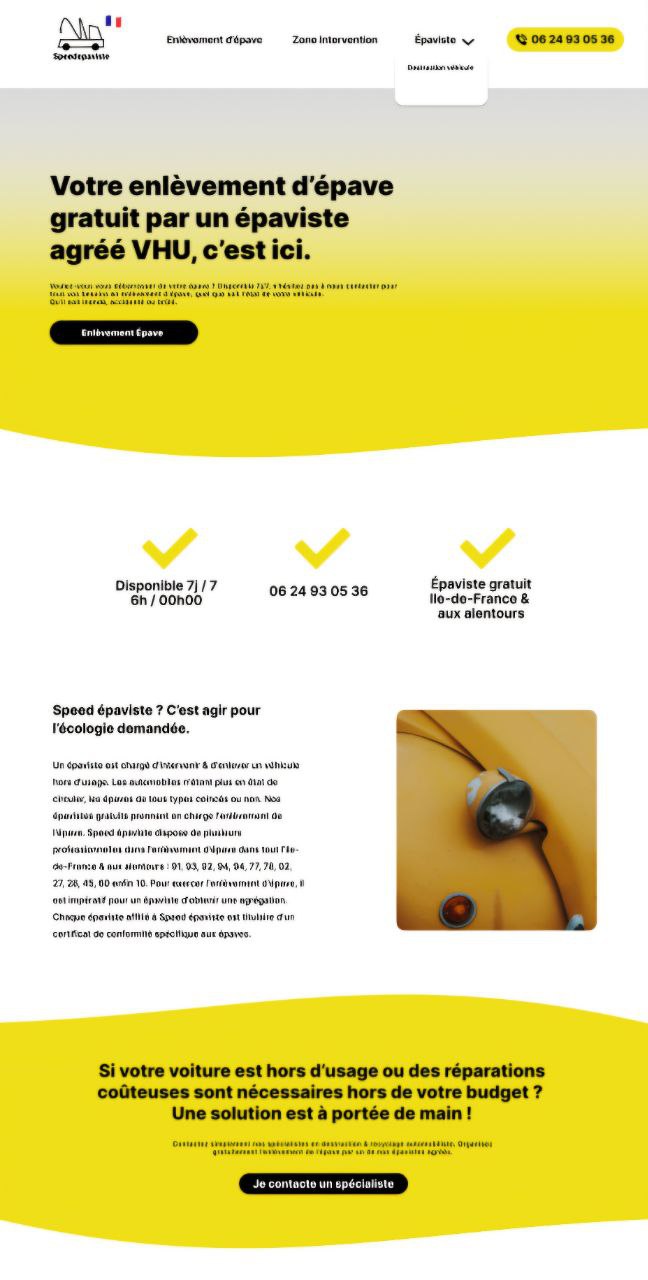 Speedepaviste
Enlèvement d'épave
Zone intervention
Épaviste
06 24 93 05 36
Destruction véhicule
Votre enlèvement d'épave
gratuit par un épaviste
agréé VHU, c'est ici.
Voulez-vous vous débarrasser de votre épave ? Disponible 7j/7, n'hésitez pas à nous contacter pour
tout vos besoins en enlèvement d'épave, quel que soit l'état de votre véhicule.
Qu'il soit incendié, accidenté ou brûlé.
Enlèvement Épave
Disponible 7j / 7
6h / 00h00
06 24 93 05 36
Épaviste gratuit
Ile-de-France &
aux alentours
Speed épaviste ? C'est agir pour
l'écologie demandée.
Un épaviste est chargé d'intervenir & d'enlever un véhicule
hors d'usage. Les automobiles n'étant plus en état de
circuler, les épaves de tous types coincés ou non. Nos
épavistes gratuits prennent en charge l'enlèvement de
l'épave. Speed épaviste dispose de plusieurs
professionnelles dans l'enlèvement d'épave dans tout l'Ile-
de-France & aux alentours : 91, 93, 92, 94, 94, 77, 78, 02,
27, 28, 45, 60 enfin 10. Pour exercer l'enlèvement d'épave, il
est impératif pour un épaviste d'obtenir une agrégation.
Chaque épaviste affilié à Speed épaviste est titulaire d'un
certificat de conformité spécifique aux épaves.
Si votre voiture est hors d'usage ou des réparations
coûteuses sont nécessaires hors de votre budget ?
Une solution est à portée de main !
Contactez simplement nos spécialistes en destruction & recyclage automobiliste. Organisez
gratuitement l'enlèvement de l'épave par un de nos épavistes agréés.
Je contacte un spécialiste